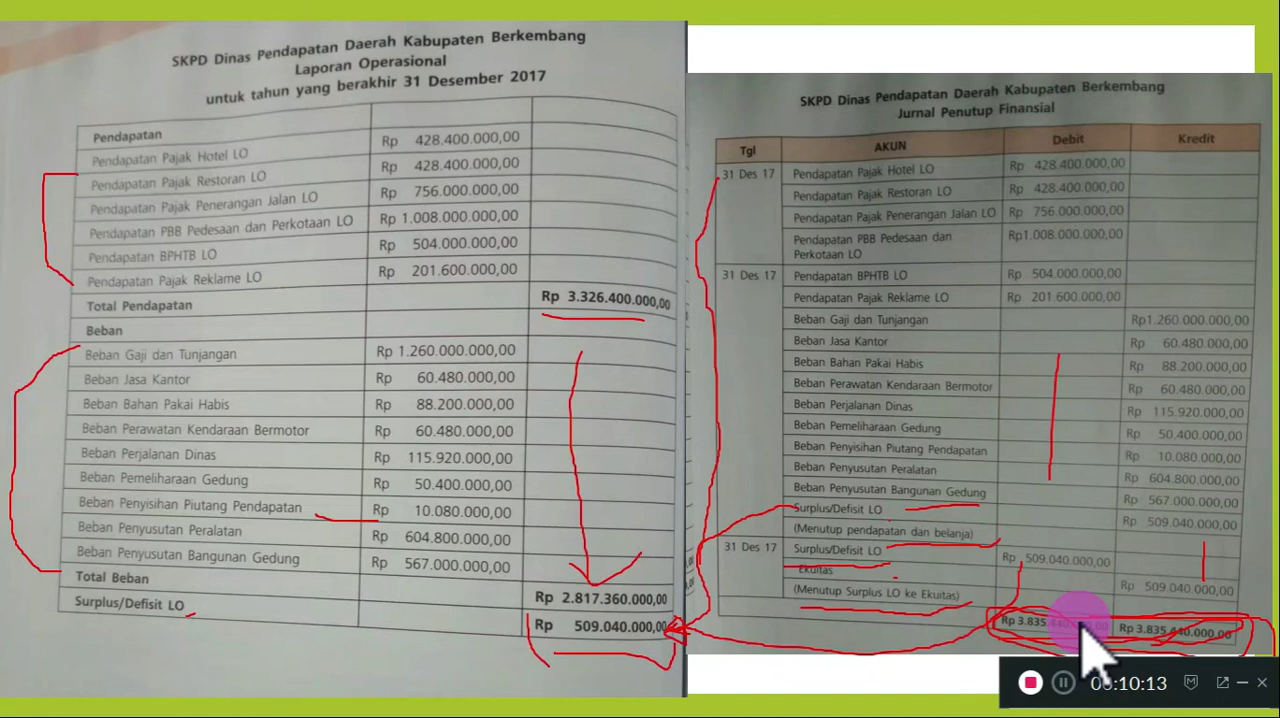 SKPD Dinas Pendapatan Daerah Kabupaten Berkembang
Laporan Operasional
untuk tahun yang berakhir 31 Desember 2017
Pendapatan
Pendapatan Pajak Hotel LO Rp 428.400.000,00
Pendapatan Pajak Restoran LO Rp 428.400.000,00
Pendapatan Pajak Penerangan Jalan LO Rp 756.000.000,00
Pendapatan PBB Pedesaan dan Perkotaan LO Rp 1.008.000.000,00
Pendapatan BPHTB LO Rp 504.000.000,00
Pendapatan Pajak Reklame LO Rp 201.600.000,00
Total Pendapatan Rp 3.326.400.000,00
Beban
Beban Gaji dan Tunjangan Rp 1.260.000.000,00
Beban Jasa Kantor Rp 60.480.000,00
Beban Bahan Pakai Habis Rp 88.200.000,00
Beban Perawatan Kendaraan Bermotor Rp 60.480.000,00
Beban Perjalanan Dinas Rp 115.920.000,00
Beban Pemeliharaan Gedung Rp 50.400.000,00
Beban Penyisihan Piutang Pendapatan Rp 10.080.000,00
Beban Penyusutan Peralatan Rp 604.800.000,00
Beban Penyusutan Bangunan Gedung Rp 567.000.000,00
Total Beban Rp 2.817.360.000,00
Surplus/Defisit LO Rp 509.040.000,00
SKPD Dinas Pendapatan Daerah Kabupaten Berkembang
Jurnal Penutup Finansial
Tgl AKUN Debit Kredit
31 Des 17 Pendapatan Pajak Hotel LO Rp 428.400.000,00
Pendapatan Pajak Restoran LO Rp 428.400.000,00
Pendapatan Pajak Penerangan Jalan LO Rp 756.000.000,00
Pendapatan PBB Pedesaan dan Rp1.008.000.000,00
Perkotaan LO
31 Des 17 Pendapatan BPHTB LO Rp 504.000.000,00
Pendapatan Pajak Reklame LO Rp 201.600.000,00
Beban Gaji dan Tunjangan Rp1.260.000.000,00
Beban Jasa Kantor Rp 60.480.000,00
Beban Bahan Pakai Habis Rp 88.200.000,00
Beban Perawatan Kendaraan Bermotor Rp 60.480.000,00
Beban Perjalanan Dinas Rp 115.920.000,00
Beban Pemeliharaan Gedung Rp 50.400.000,00
Beban Penyisihan Piutang Pendapatan Rp 10.080.000,00
Beban Penyusutan Peralatan Rp 604.800.000,00
Beban Penyusutan Bangunan Gedung Rp 567.000.000,00
Surplus/Defisit LO Rp 509.040.000,00
(Menutup pendapatan dan belanja)
31 Des 17 Surplus/Defisit LO Rp 509.040.000,00
Ekuitas Rp 509.040.000,00
(Menutup Surplus LO ke Ekuitas)
Rp 3.835 Rp 3.835.440.000,00
00:10:13